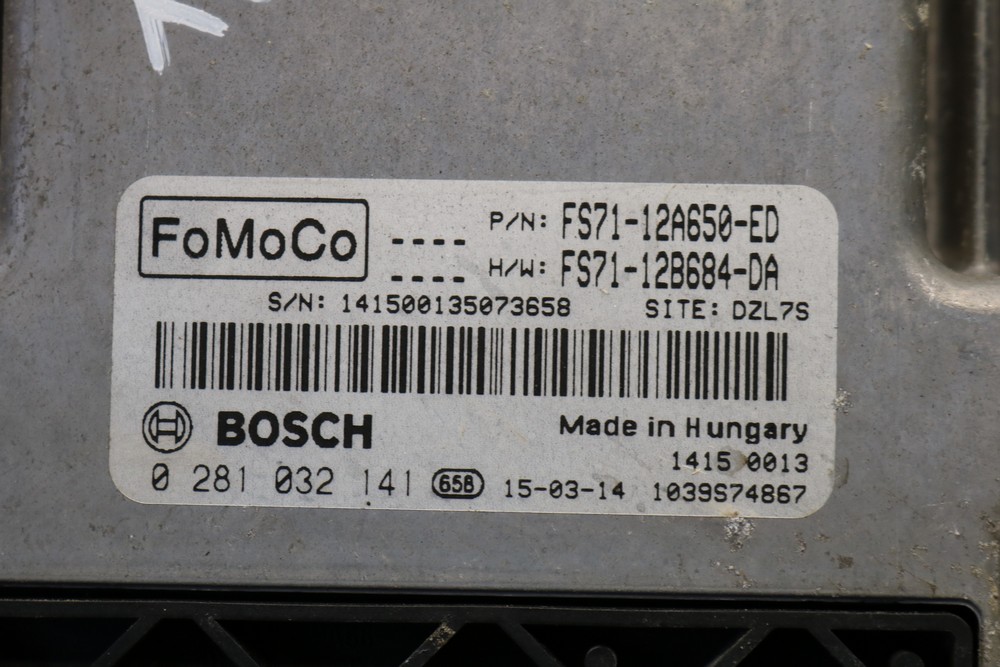 FoMoCo
---- P/N: FS71-12A650-ED
---- H/W: FS71-12B684-DA
S/N: 141500135073658 SITE: DZL7S
BOSCH
Made in Hungary
1415 0013
0 281 032 141 658 15-03-14 1039S74867